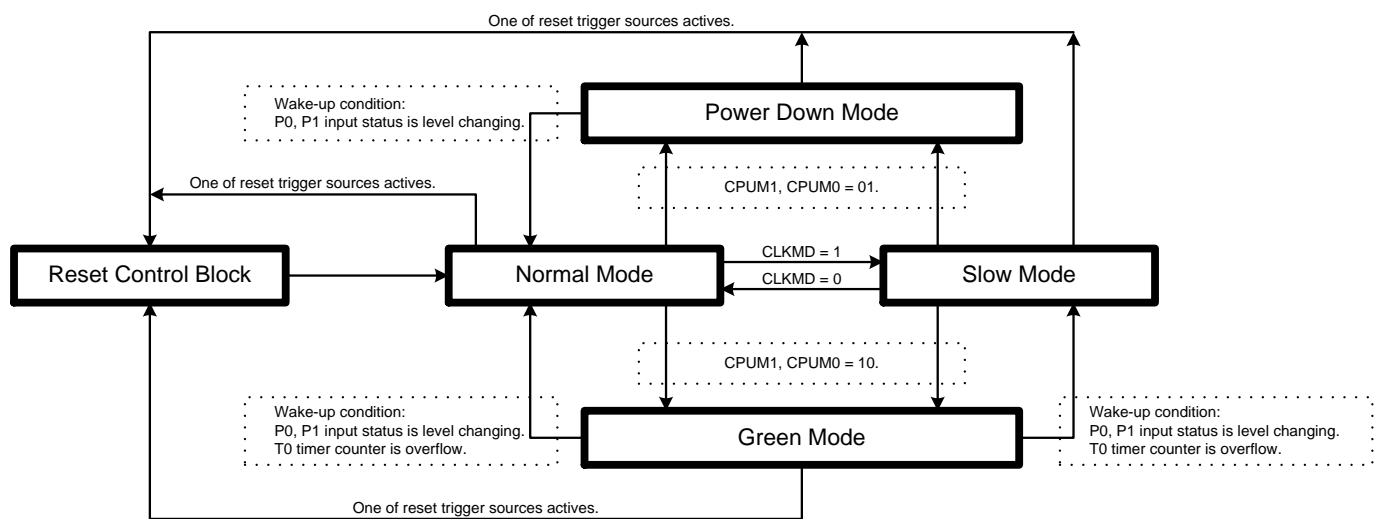 One of reset trigger sources actives.
Wake-up condition:
P0, P1 input status is level changing.
Power Down Mode
One of reset trigger sources actives.
CPUM1, CPUM0 = 01.
Reset Control Block
Normal Mode
CLKMD = 1
CLKMD = 0
Slow Mode
CPUM1, CPUM0 = 10.
Wake-up condition:
P0, P1 input status is level changing.
T0 timer counter is overflow.
Green Mode
Wake-up condition:
P0, P1 input status is level changing.
T0 timer counter is overflow.
One of reset trigger sources actives.